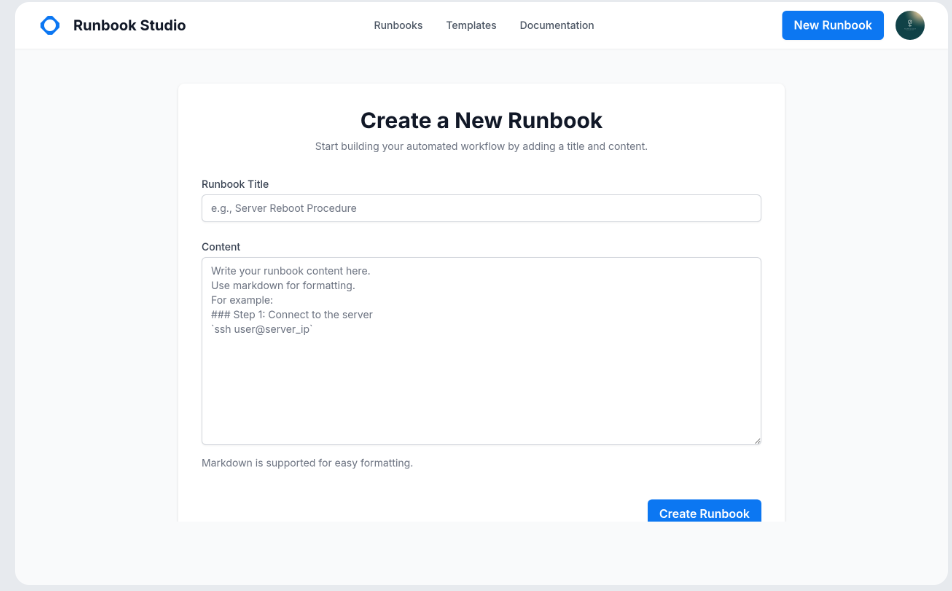 Runbook Studio
Runbooks
Templates
Documentation
New Runbook
Create a New Runbook
Start building your automated workflow by adding a title and content.
Runbook Title
e.g., Server Reboot Procedure
Content
Write your runbook content here.
Use markdown for formatting.
For example:
### Step 1: Connect to the server
`ssh user@server_ip`
Markdown is supported for easy formatting.
Create Runbook